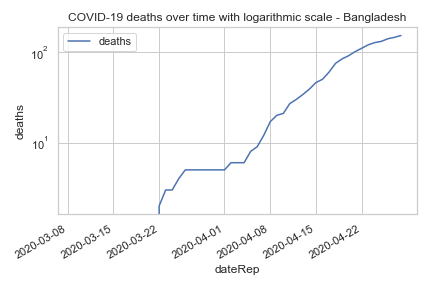 COVID-19 deaths over time with logarithmic scale - Bangladesh
deaths
10²
10¹
deaths
2020-03-08
2020-03-15
2020-03-22
2020-04-01
2020-04-08
2020-04-15
2020-04-22
dateRep